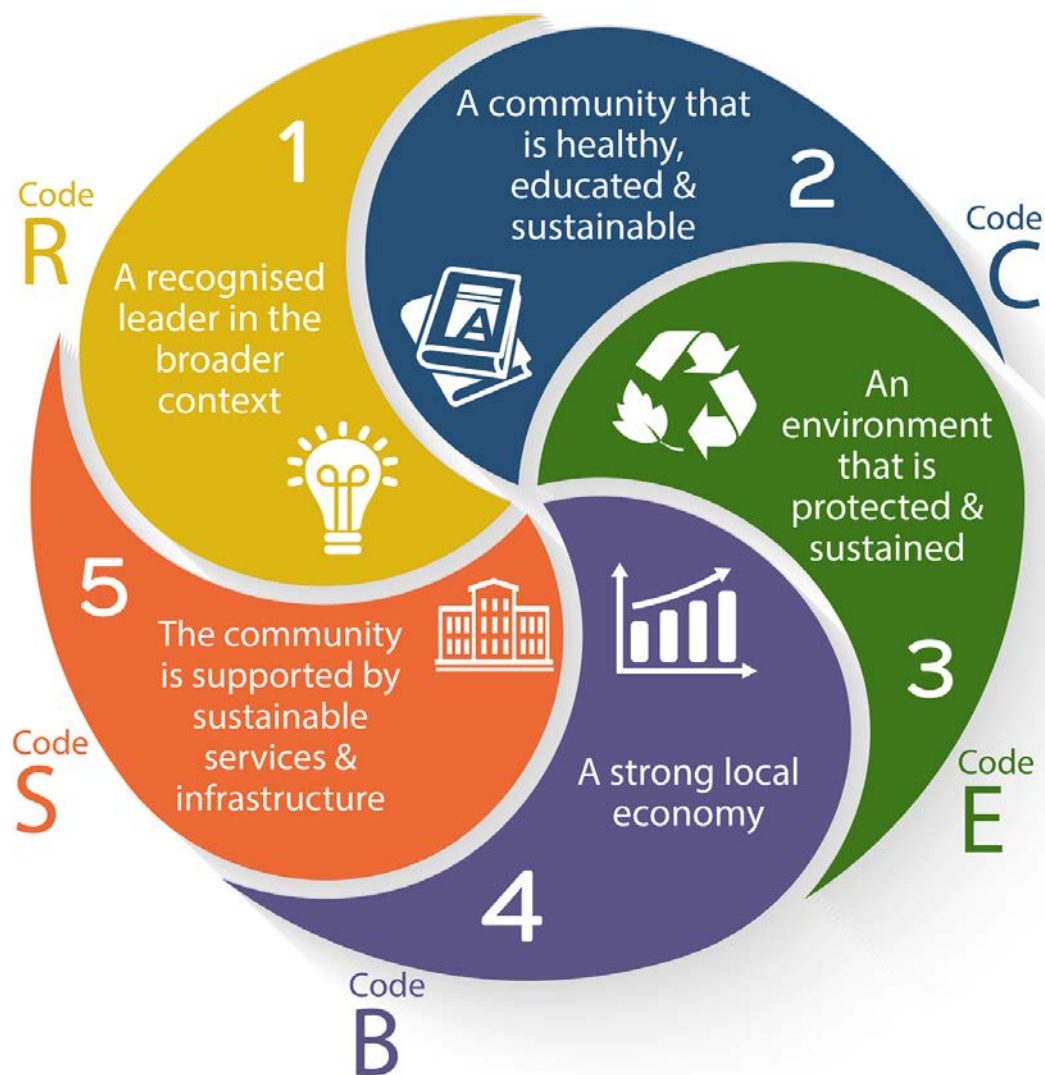 1
Code
R
A recognised
leader in the
broader
context
A community that
is healthy,
educated &
sustainable
2
Code
C
A
An
environment
that is
protected &
sustained
3
Code
E
A strong local
economy
4
Code
B
5
The community
is supported by
sustainable
services &
infrastructure
Code
S